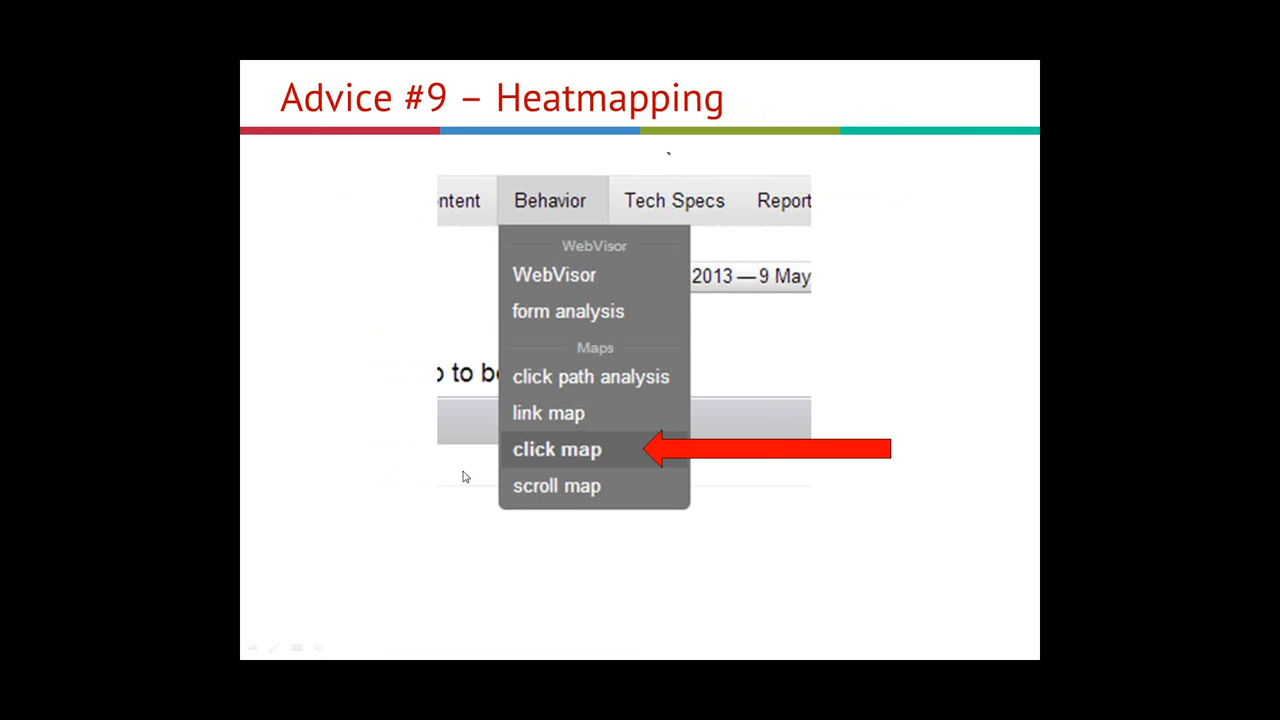 Advice #9 – Heatmapping
ntent Behavior Tech Specs Report
WebVisor
WebVisor
2013 — 9 May
form analysis
Maps
to be
click path analysis
link map
click map
scroll map